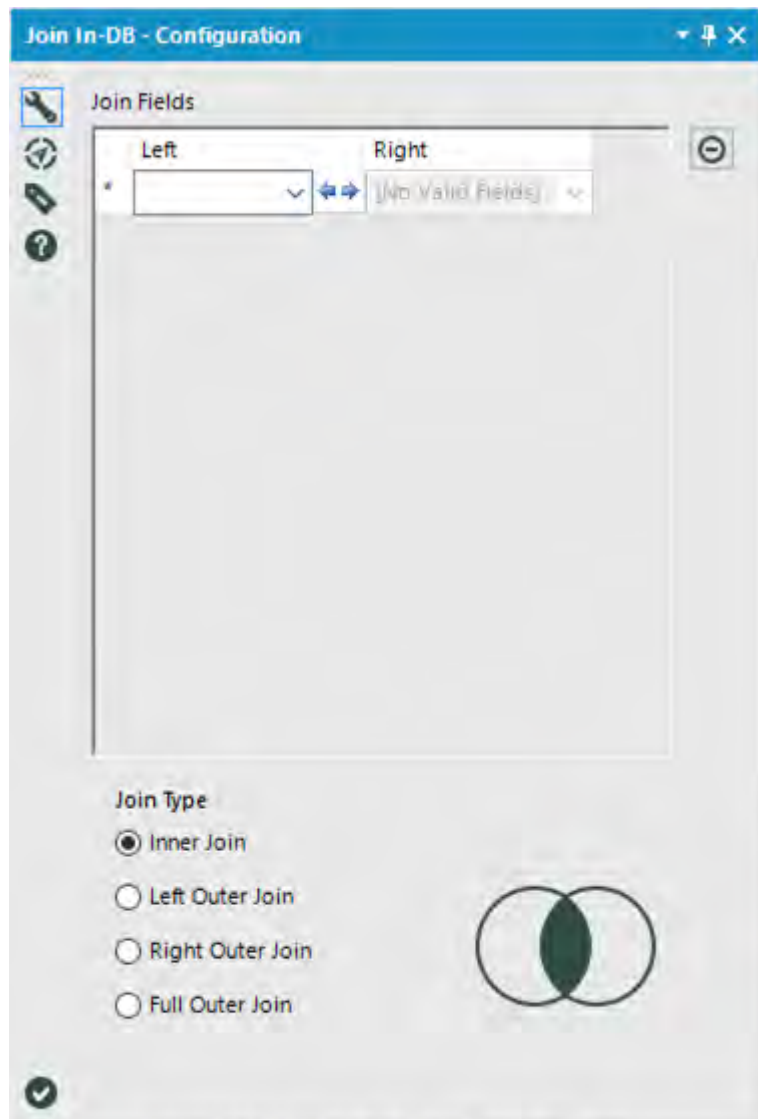 Join In-DB - Configuration
Join Fields
Left Right
* [No Valid Fields]
Join Type
Inner Join
Left Outer Join
Right Outer Join
Full Outer Join